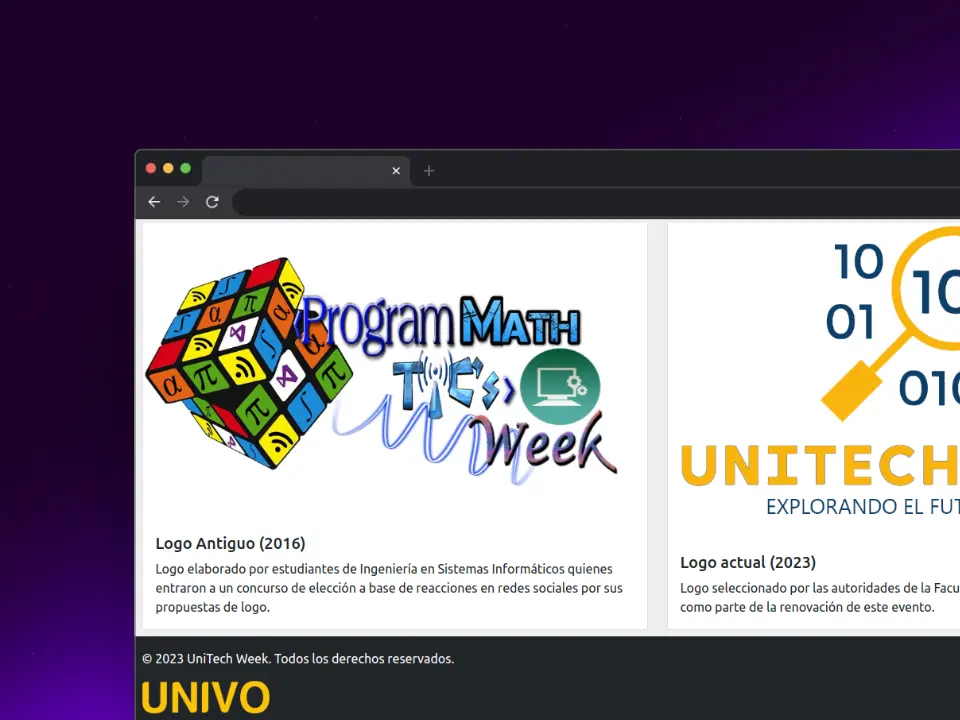 Program MATH
TIC's
Week
Logo Antiguo (2016)
Logo elaborado por estudiantes de Ingeniería en Sistemas Informáticos quienes
entraron a un concurso de elección a base de reacciones en redes sociales por sus
propuestas de logo.
10
10
01
010
UNITECH
EXPLORANDO EL FUT
Logo actual (2023)
Logo seleccionado por las autoridades de la Facu
como parte de la renovación de este evento.
© 2023 UniTech Week. Todos los derechos reservados.
UNIVO